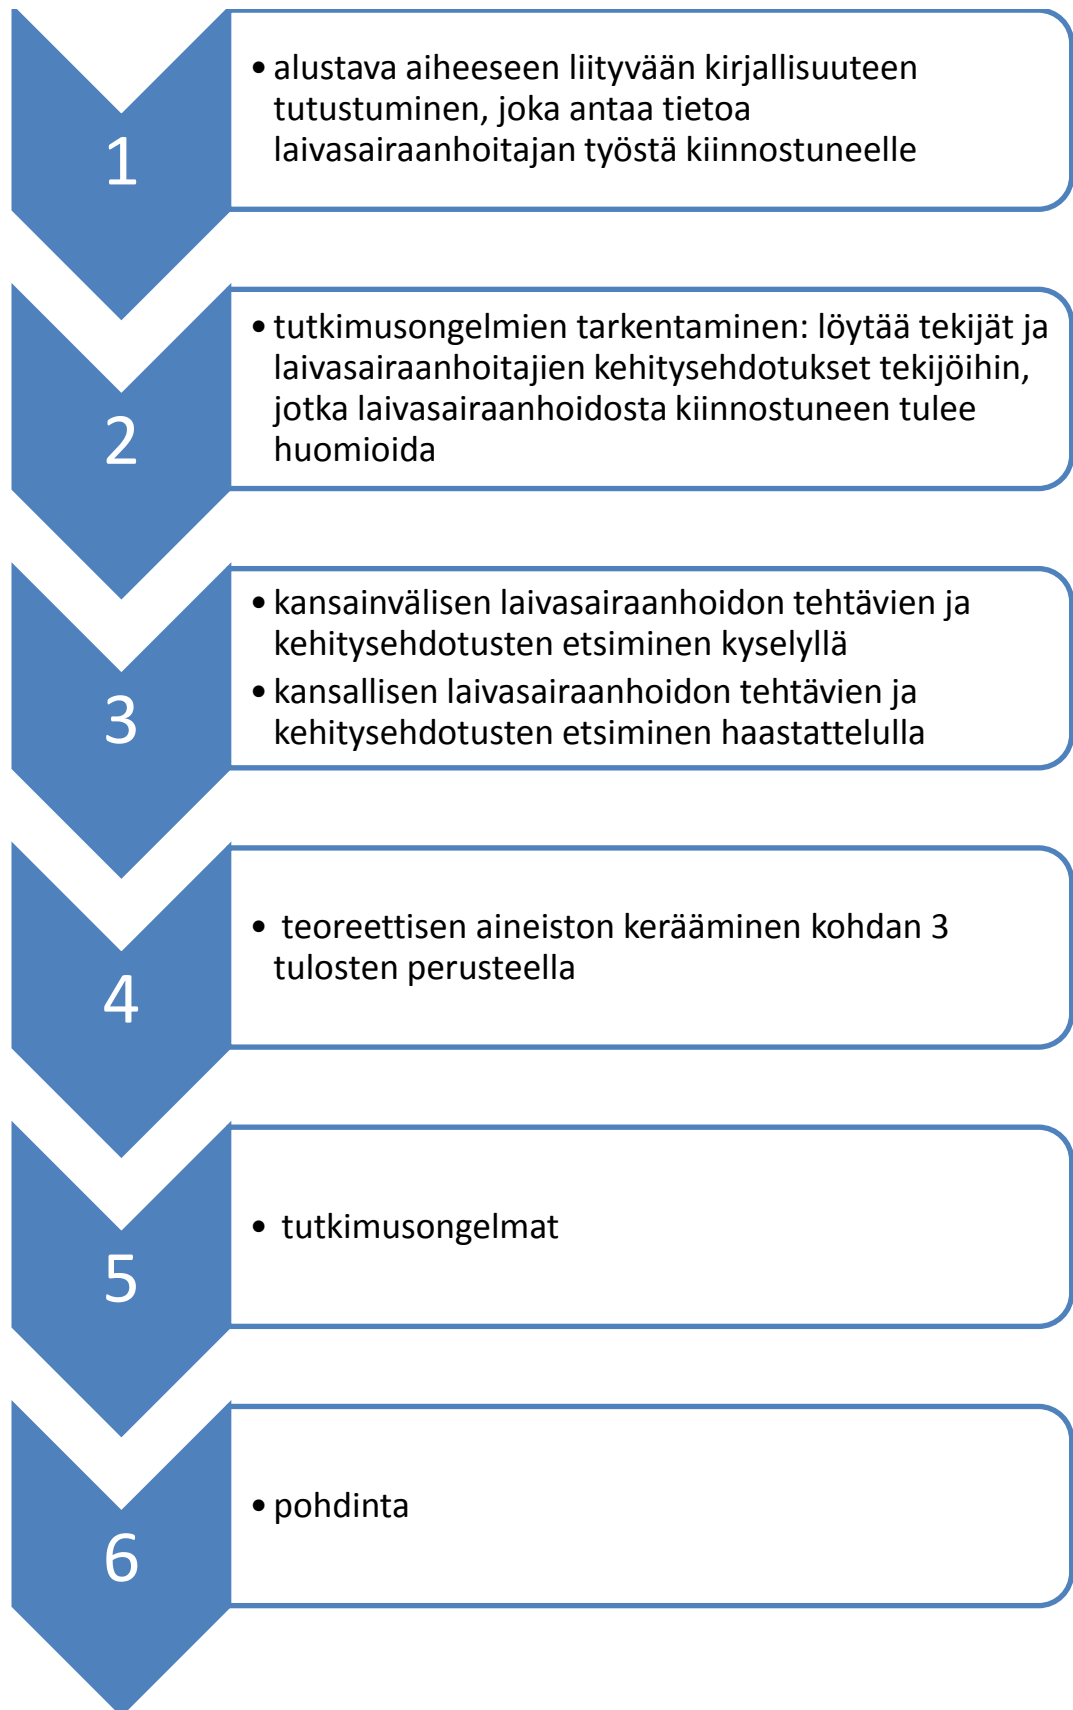 1
• alustava aiheeseen liityvään kirjallisuuteen
tutustuminen, joka antaa tietoa
laivasairaanhoitajan työstä kiinnostuneelle
2
• tutkimusongelmien tarkentaminen: löytää tekijät ja
laivasairaanhoitajien kehitysehdotukset tekijöihin,
jotka laivasairaanhoidosta kiinnostuneen tulee
huomioida
3
• kansainvälisen laivasairaanhoidon tehtävien ja
kehitysehdotusten etsiminen kyselyllä
• kansallisen laivasairaanhoidon tehtävien ja
kehitysehdotusten etsiminen haastattelulla
4
• teoreettisen aineiston kerääminen kohdan 3
tulosten perusteella
5
• tutkimusongelmat
6
• pohdinta